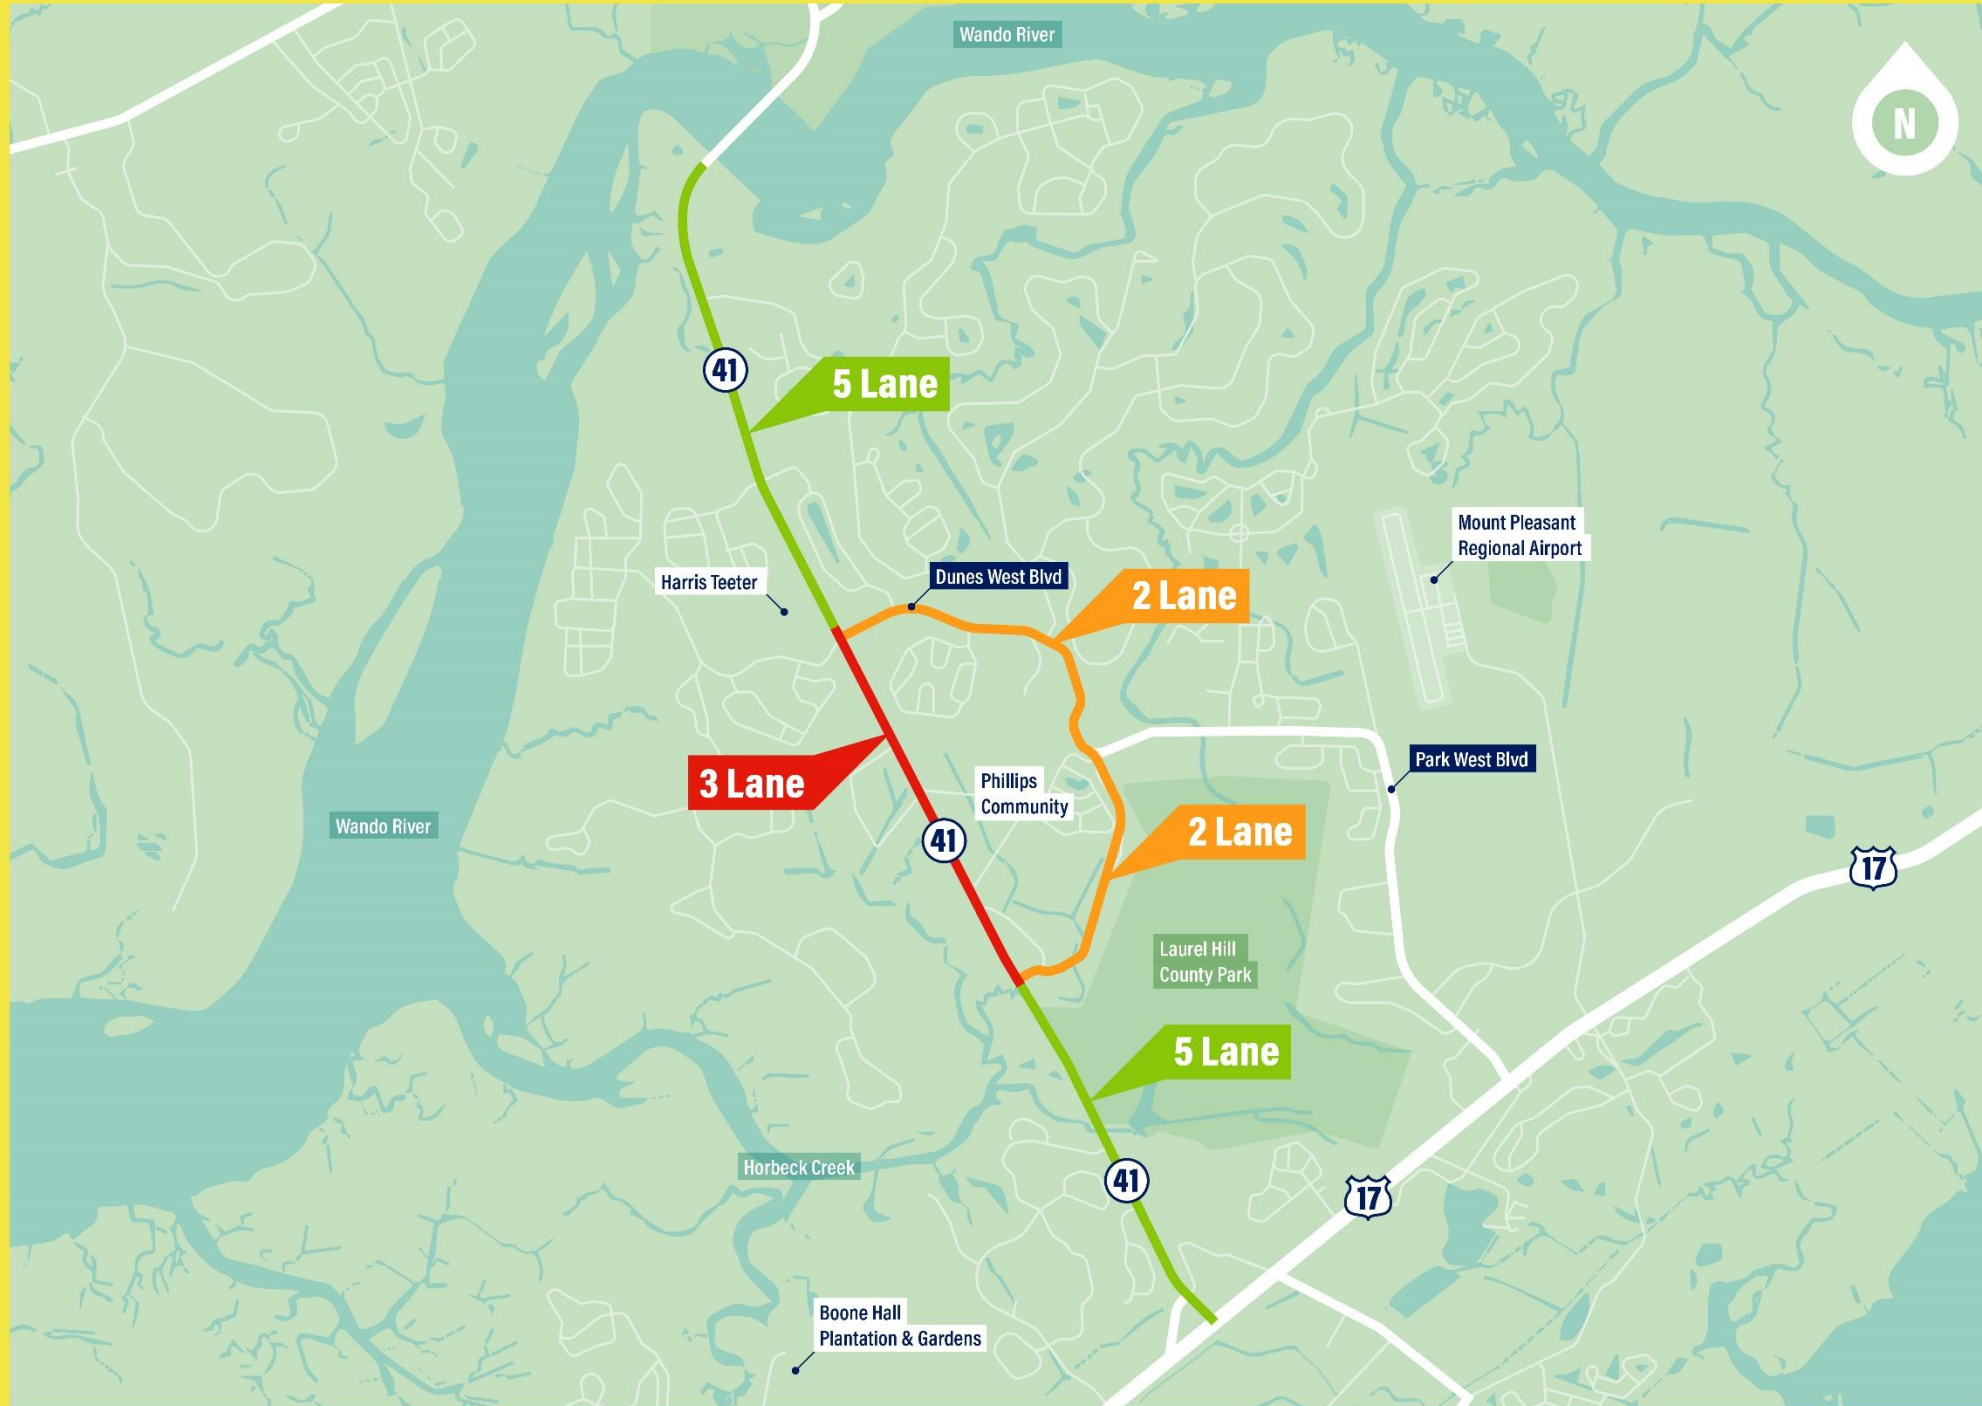 Wando River
N
41
5 Lane
Mount Pleasant
Regional Airport
Harris Teeter
Dunes West Blvd
2 Lane
3 Lane
Phillips
Community
Park West Blvd
Wando River
41
2 Lane
17
Laurel Hill
County Park
5 Lane
Horbeck Creek
41
17
Boone Hall
Plantation & Gardens